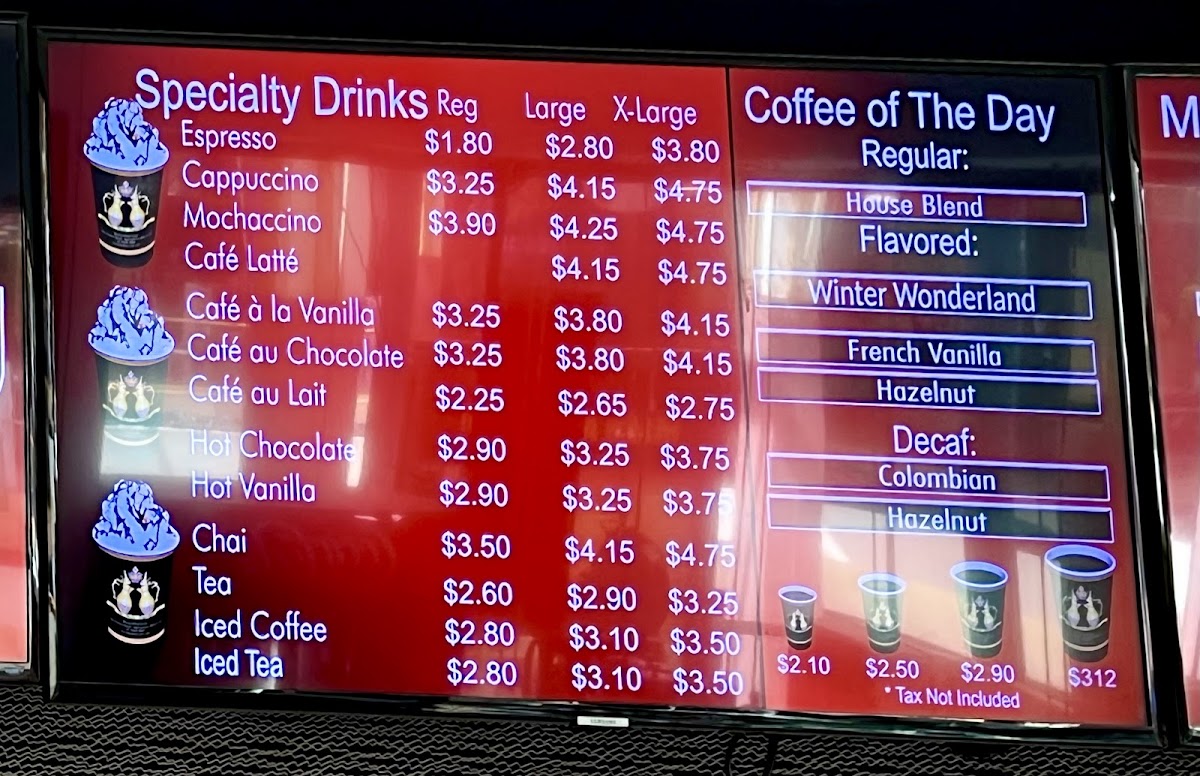 Specialty Drinks Reg Large X-Large
Espresso $1.80 $2.80 $3.80
Cappuccino $3.25 $4.15 $4.75
Mochaccino $3.90 $4.25 $4.75
Café Latté $4.15 $4.75
Café à la Vanilla $3.25 $3.80 $4.15
Café au Chocolate $3.25 $3.80 $4.15
Café au Lait $2.25 $2.65 $2.75
Hot Chocolate $2.90 $3.25 $3.75
Hot Vanilla $2.90 $3.25 $3.75
Chai $3.50 $4.15 $4.75
Tea $2.60 $2.90 $3.25
Iced Coffee $2.80 $3.10 $3.50
Iced Tea $2.80 $3.10 $3.50
Coffee of The Day
Regular:
House Blend
Flavored:
Winter Wonderland
French Vanilla
Hazelnut
Decaf:
Colombian
Hazelnut
$2.10 $2.50 $2.90 $312
* Tax Not Included
M